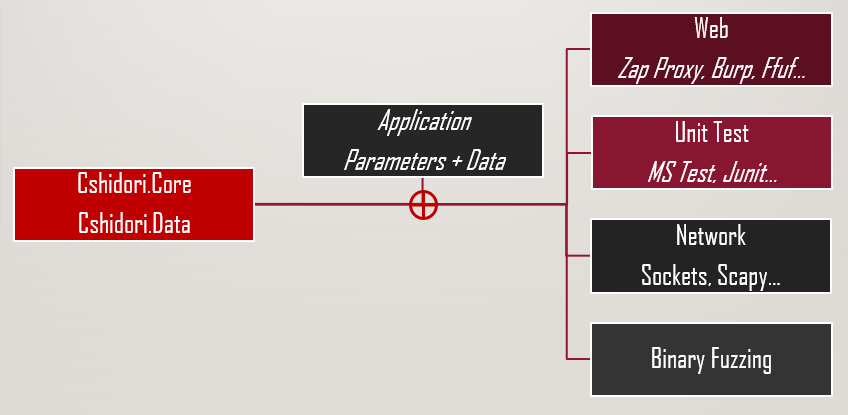 Cshidori.Core
Cshidori.Data
Application
Parameters + Data
Web
Zap Proxy, Burp, Ffuf...
Unit Test
MS Test, Junit...
Network
Sockets, Scapy...
Binary Fuzzing